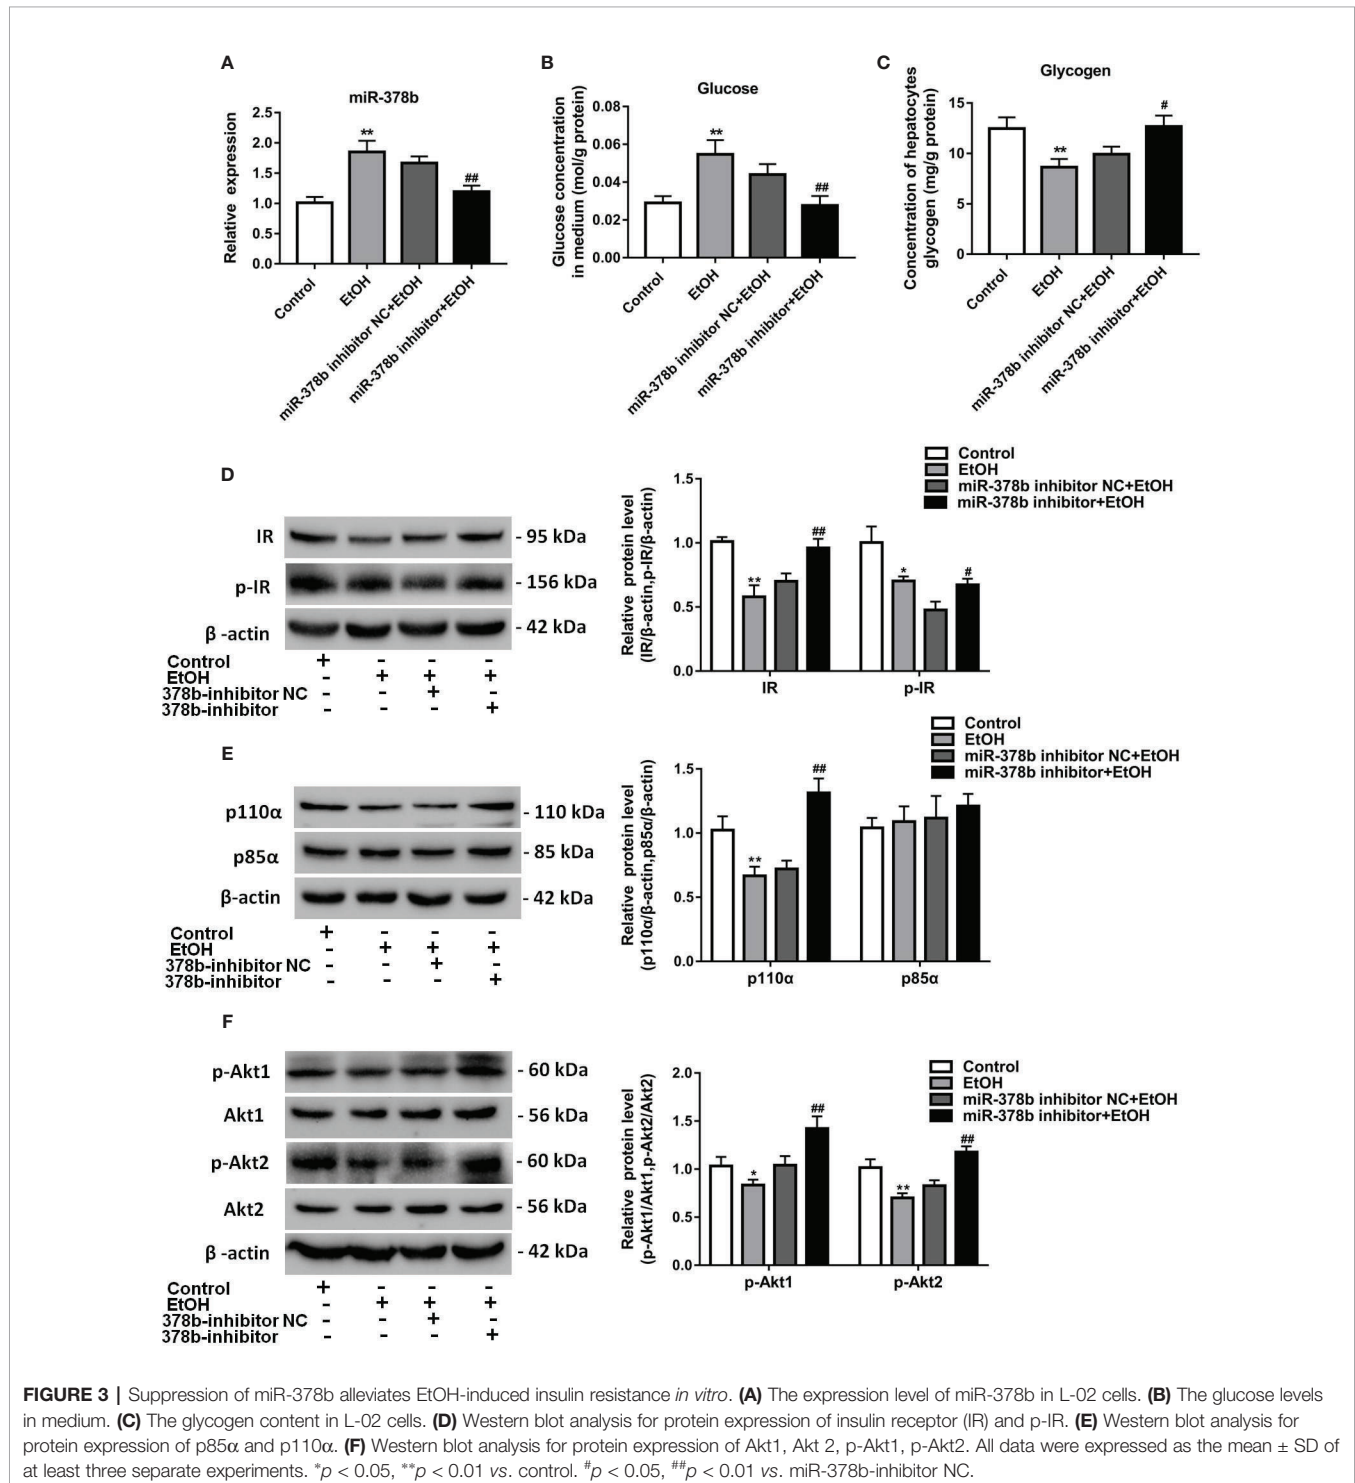 A
miR-378b
Relative expression
2.5
2.0
1.5
1.0
0.5
0.0
**
##
Control
EtOH
miR-378b inhibitor NC+EtOH
miR-378b inhibitor+EtOH
B
Glucose
Glucose concentration
in medium (mol/g protein)
0.08
0.06
0.04
0.02
0.00
**
##
Control
EtOH
miR-378b inhibitor NC+EtOH
miR-378b inhibitor+EtOH
C
Glycogen
Concentration of hepatocytes
glycogen (mg/g protein)
15
10
5
0
**
#
Control
EtOH
miR-378b inhibitor NC+EtOH
miR-378b inhibitor+EtOH
D
IR - 95 kDa
p-IR - 156 kDa
β -actin - 42 kDa
Control + - - -
EtOH - + + +
378b-inhibitor NC - - + -
378b-inhibitor - - - +
Control
EtOH
miR-378b inhibitor NC+EtOH
miR-378b inhibitor+EtOH
Relative protein level
(IR/β-actin,p-IR/β-actin)
1.5
1.0
0.5
0.0
**
##
*
#
IR p-IR
E
p110α - 110 kDa
p85α - 85 kDa
β-actin - 42 kDa
Control + - - -
EtOH - + + +
378b-inhibitor NC - - + -
378b-inhibitor - - - +
Control
EtOH
miR-378b inhibitor NC+EtOH
miR-378b inhibitor+EtOH
Relative protein level
(p110α/β-actin,p85α/β-actin)
1.5
1.0
0.5
0.0
**
##
p110α p85α
F
p-Akt1 - 60 kDa
Akt1 - 56 kDa
p-Akt2 - 60 kDa
Akt2 - 56 kDa
β -actin - 42 kDa
Control + - - -
EtOH - + + +
378b-inhibitor NC - - + -
378b-inhibitor - - - +
Control
EtOH
miR-378b inhibitor NC+EtOH
miR-378b inhibitor+EtOH
Relative protein level
(p-Akt1/Akt1,p-Akt2/Akt2)
2.0
1.5
1.0
0.5
0.0
*
##
**
##
p-Akt1 p-Akt2
FIGURE 3 | Suppression of miR-378b alleviates EtOH-induced insulin resistance in vitro. (A) The expression level of miR-378b in L-02 cells. (B) The glucose levels
in medium. (C) The glycogen content in L-02 cells. (D) Western blot analysis for protein expression of insulin receptor (IR) and p-IR. (E) Western blot analysis for
protein expression of p85α and p110α. (F) Western blot analysis for protein expression of Akt1, Akt 2, p-Akt1, p-Akt2. All data were expressed as the mean ± SD of
at least three separate experiments. *p < 0.05, **p < 0.01 vs. control. #p < 0.05, ##p < 0.01 vs. miR-378b-inhibitor NC.